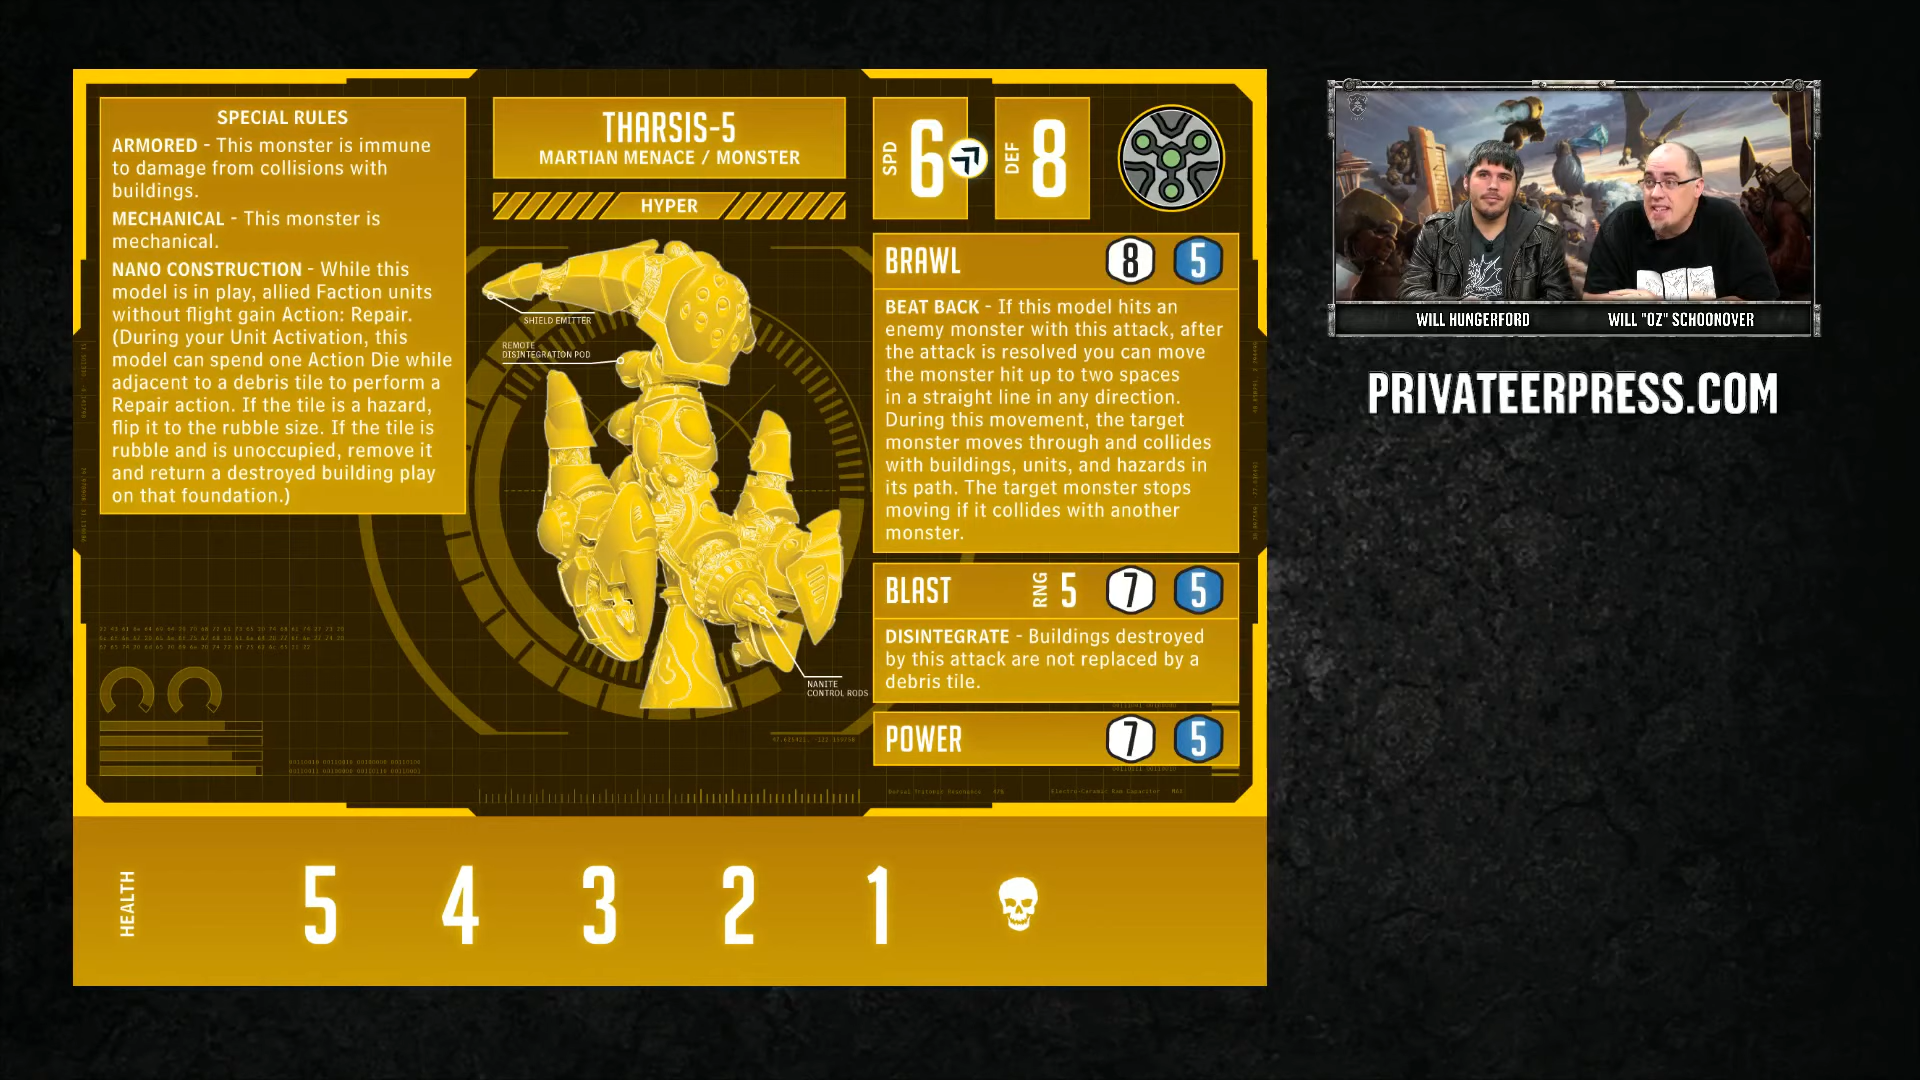 SPECIAL RULES
ARMORED - This monster is immune
to damage from collisions with
buildings.
MECHANICAL - This monster is
mechanical.
NANO CONSTRUCTION - While this
model is in play, allied Faction units
without flight gain Action: Repair.
(During your Unit Activation, this
model can spend one Action Die while
adjacent to a debris tile to perform a
Repair action. If the tile is a hazard,
flip it to the rubble size. If the tile is
rubble and is unoccupied, remove it
and return a destroyed building play
on that foundation.)
THARSIS-5
MARTIAN MENACE / MONSTER
HYPER
SHIELD EMITTER
REMOTE
DISINTEGRATION POD
NANITE
CONTROL RODS
SPD 6
DEF 8
BRAWL 8 5
BEAT BACK - If this model hits an
enemy monster with this attack, after
the attack is resolved you can move
the monster hit up to two spaces
in a straight line in any direction.
During this movement, the target
monster moves through and collides
with buildings, units, and hazards in
its path. The target monster stops
moving if it collides with another
monster.
BLAST RNG 5 7 5
DISINTEGRATE - Buildings destroyed
by this attack are not replaced by a
debris tile.
POWER 7 5
HEALTH 5 4 3 2 1
WILL HUNGERFORD
WILL "OZ" SCHOONOVER
PRIVATEERPRESS.COM